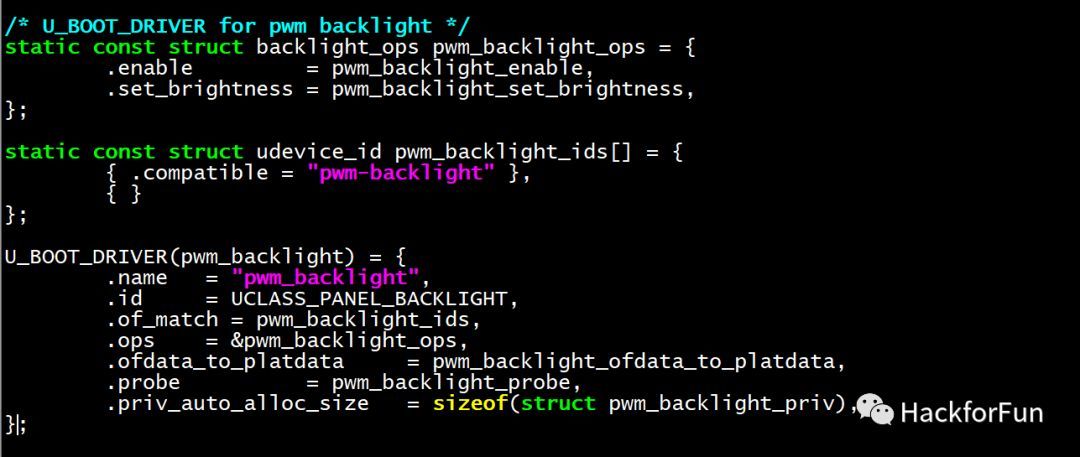 /* U_BOOT_DRIVER for pwm backlight */
static const struct backlight_ops pwm_backlight_ops = {
        .enable         = pwm_backlight_enable,
        .set_brightness = pwm_backlight_set_brightness,
};

static const struct udevice_id pwm_backlight_ids[] = {
        { .compatible = "pwm-backlight" },
        { }
};

U_BOOT_DRIVER(pwm_backlight) = {
        .name   = "pwm_backlight",
        .id     = UCLASS_PANEL_BACKLIGHT,
        .of_match = pwm_backlight_ids,
        .ops    = &pwm_backlight_ops,
        .ofdata_to_platdata     = pwm_backlight_ofdata_to_platdata,
        .probe          = pwm_backlight_probe,
        .priv_auto_alloc_size   = sizeof(struct pwm_backlight_priv),
};
HackforFun